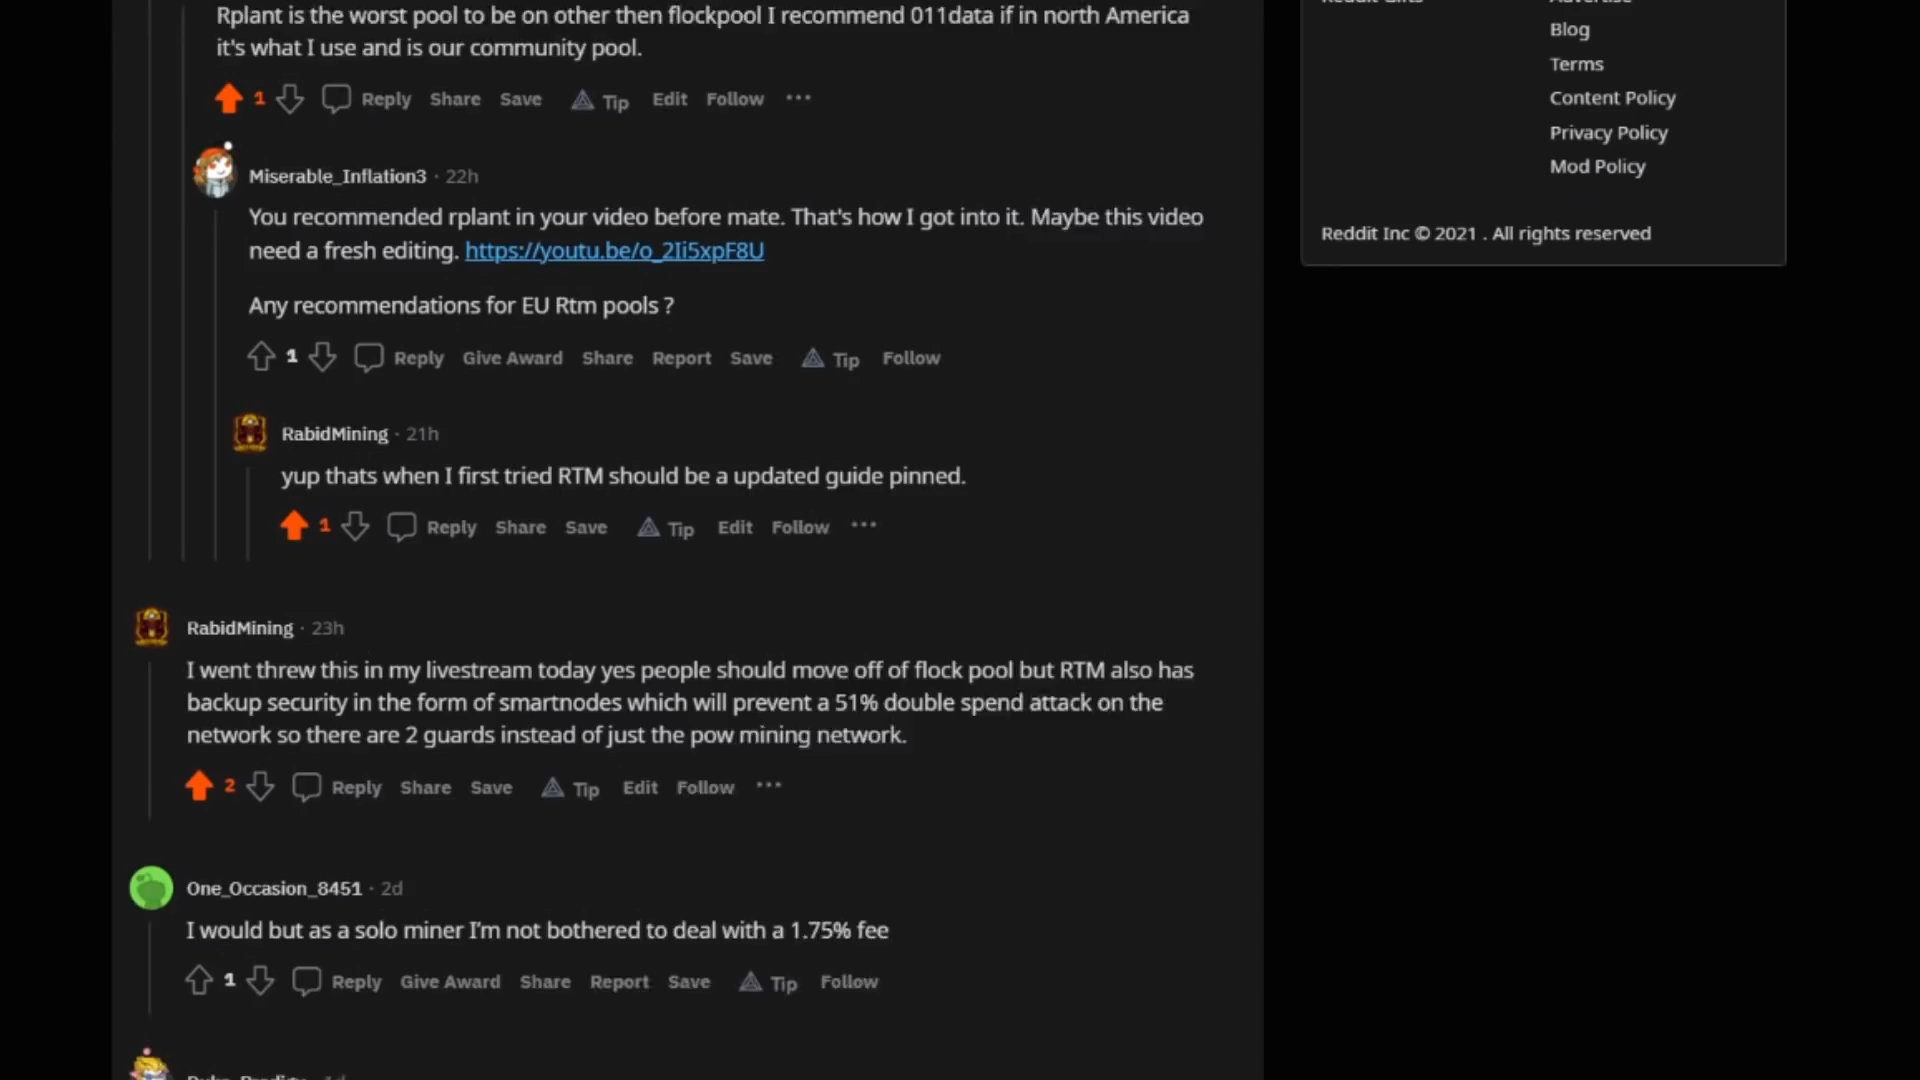 Rplant is the worst pool to be on other then flockpool I recommend 011data if in north America
it's what I use and is our community pool.
1 Reply Share Save Tip Edit Follow ···
Miserable_Inflation3 · 22h
You recommended rplant in your video before mate. That's how I got into it. Maybe this video
need a fresh editing. https://youtu.be/o_2Ii5xpF8U
Any recommendations for EU Rtm pools ?
1 Reply Give Award Share Report Save Tip Follow
RabidMining · 21h
yup thats when I first tried RTM should be a updated guide pinned.
1 Reply Share Save Tip Edit Follow ···
RabidMining · 23h
I went threw this in my livestream today yes people should move off of flock pool but RTM also has
backup security in the form of smartnodes which will prevent a 51% double spend attack on the
network so there are 2 guards instead of just the pow mining network.
2 Reply Share Save Tip Edit Follow ···
One_Occasion_8451 · 2d
I would but as a solo miner I'm not bothered to deal with a 1.75% fee
1 Reply Give Award Share Report Save Tip Follow
Blog
Terms
Content Policy
Privacy Policy
Mod Policy
Reddit Inc © 2021 . All rights reserved